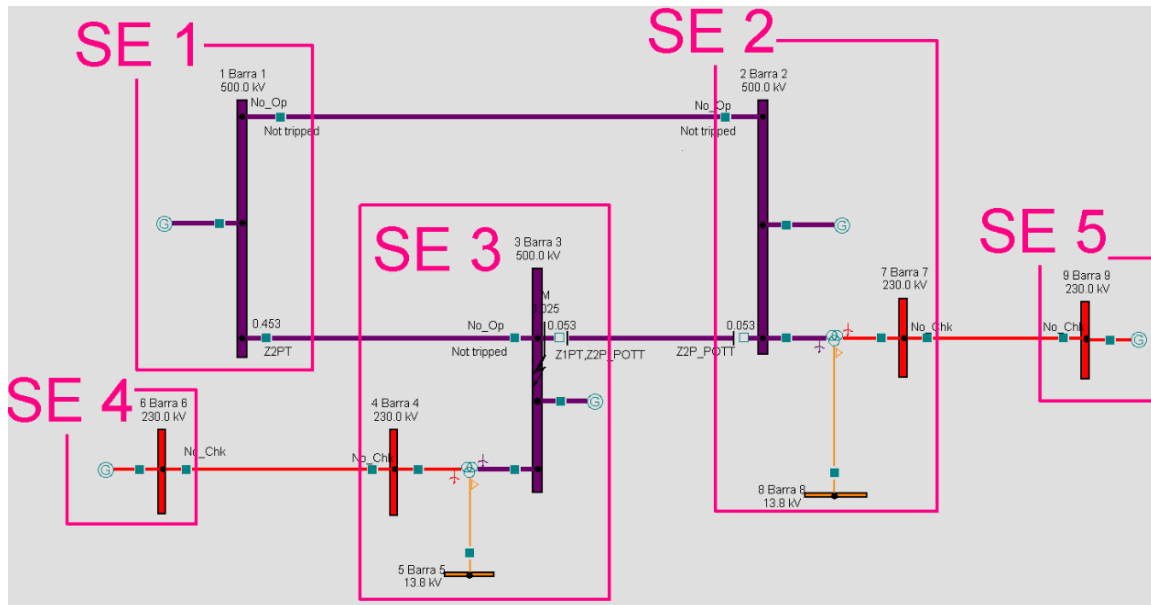 SE 1
SE 2
1 Barra 1
500.0 kV
No_Op
Not tripped
2 Barra 2
500.0 kV
No_Op
Not tripped
G
G
SE 3
3 Barra 3
500.0 kV
SE 5
7 Barra 7
230.0 kV
9 Barra 9
230.0 kV
No_Chk
No_Chk
G
0.453
Z2PT
No_Op
Not tripped
M
0.025
0.053
Z1PT,Z2P_POTT
0.053
Z2P_POTT
SE 4
6 Barra 6
230.0 kV
4 Barra 4
230.0 kV
G
No_Chk
No_Chk
G
8 Barra 8
13.8 kV
5 Barra 5
13.8 kV